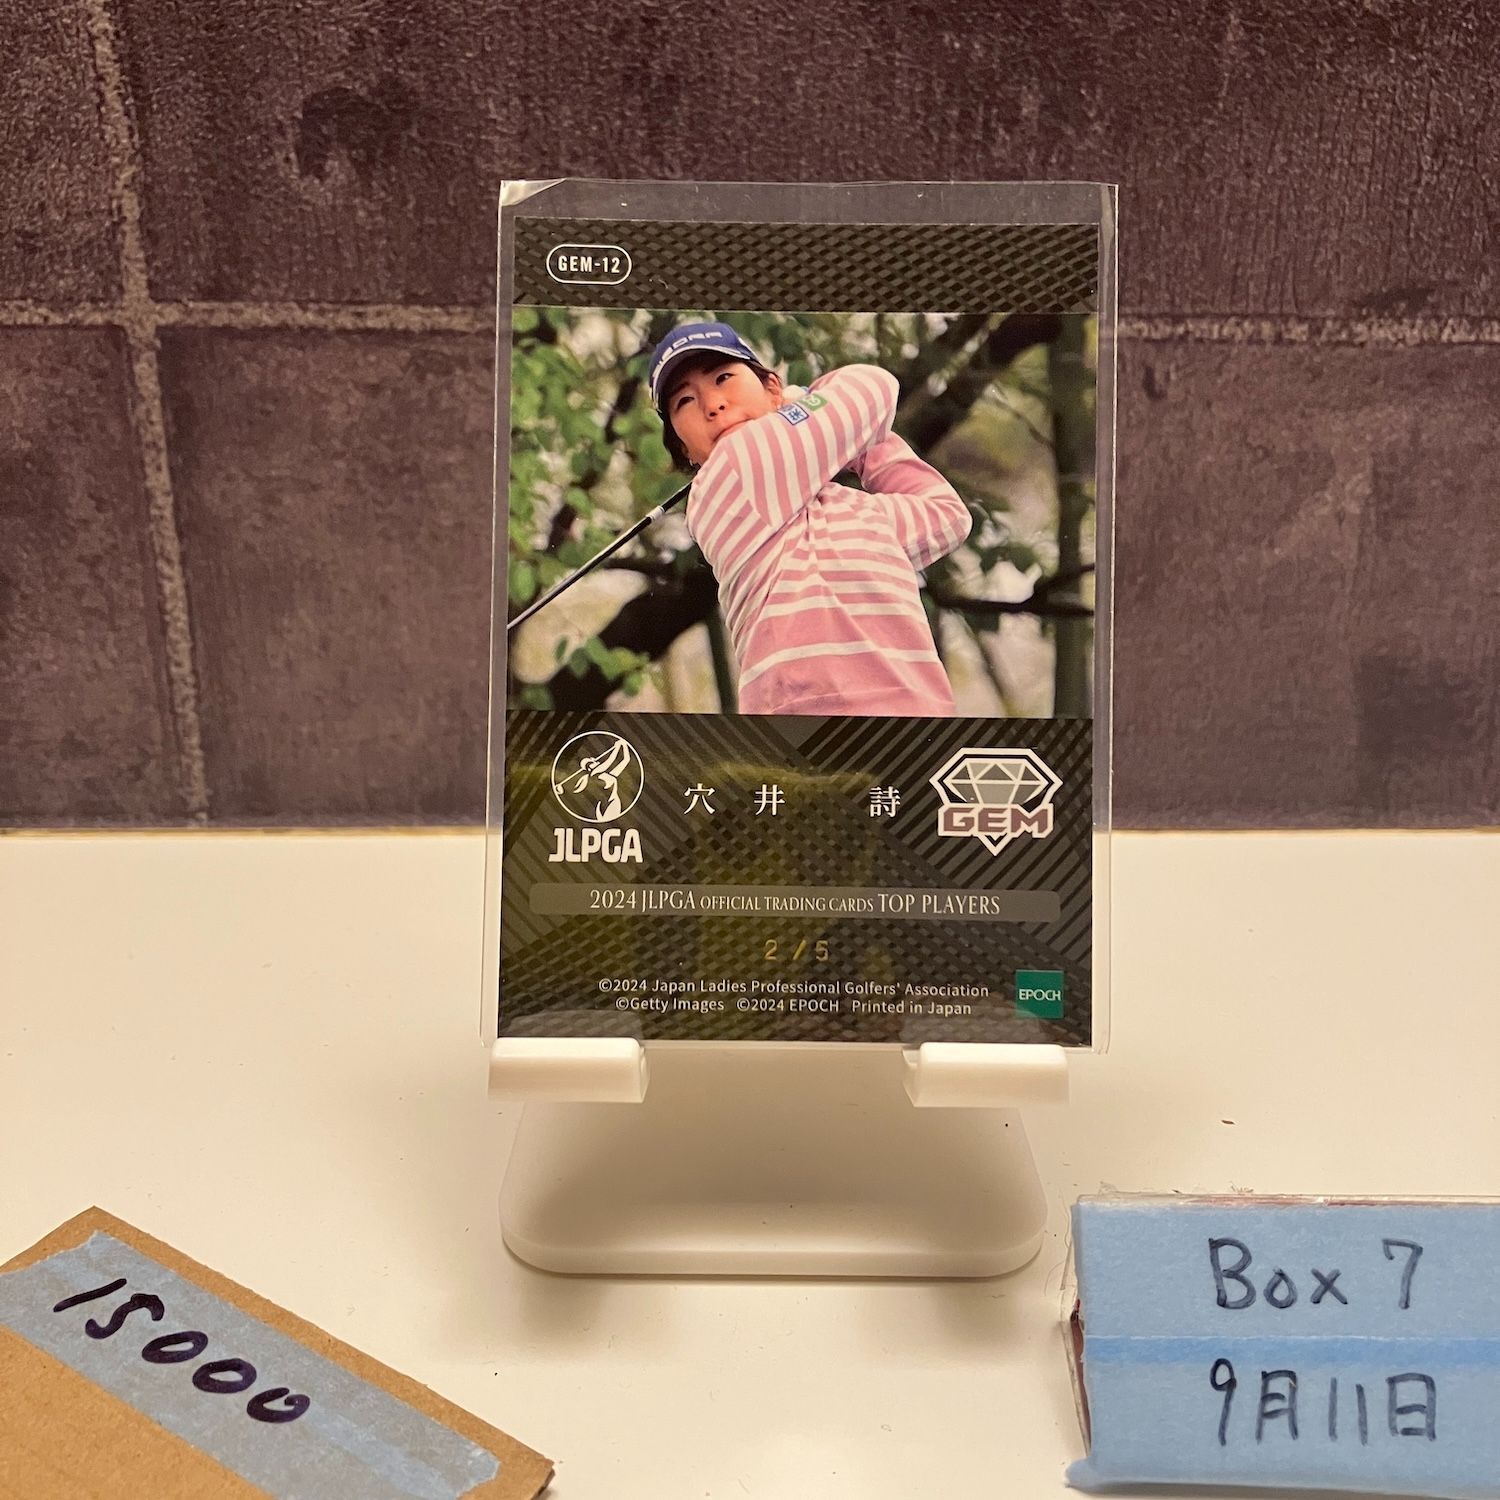 GEM-12
穴井 詩
JLPGA
GEM
2024 JLPGA OFFICIAL TRADING CARDS TOP PLAYERS
2/5
©2024 Japan Ladies Professional Golfers' Association
©Getty Images ©2024 EPOCH Printed in Japan
EPOCH
15000
Box 7
9月11日